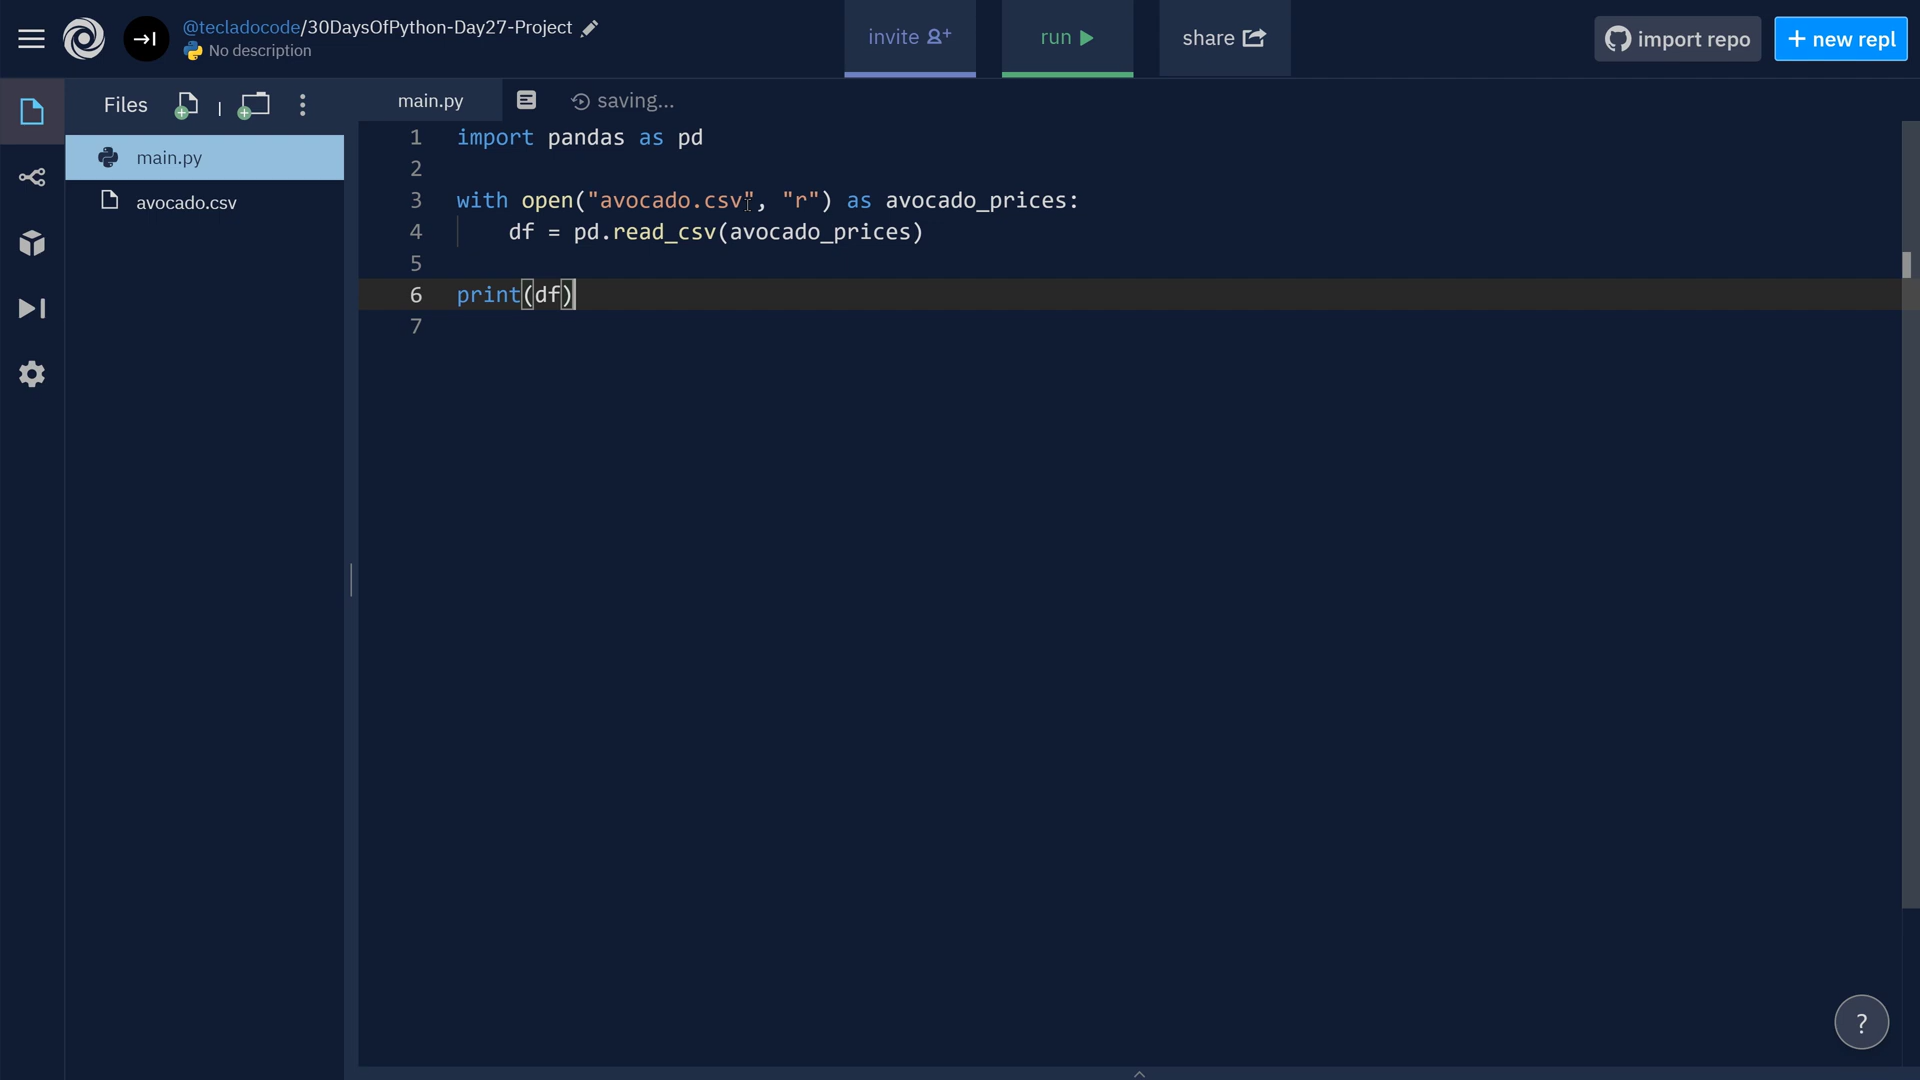 @tecladocode/30DaysOfPython-Day27-Project
No description
invite
run
share
import repo
+ new repl
Files
main.py
saving...
main.py
avocado.csv
1 import pandas as pd
2
3 with open("avocado.csv", "r") as avocado_prices:
4     df = pd.read_csv(avocado_prices)
5
6 print(df)
7
?